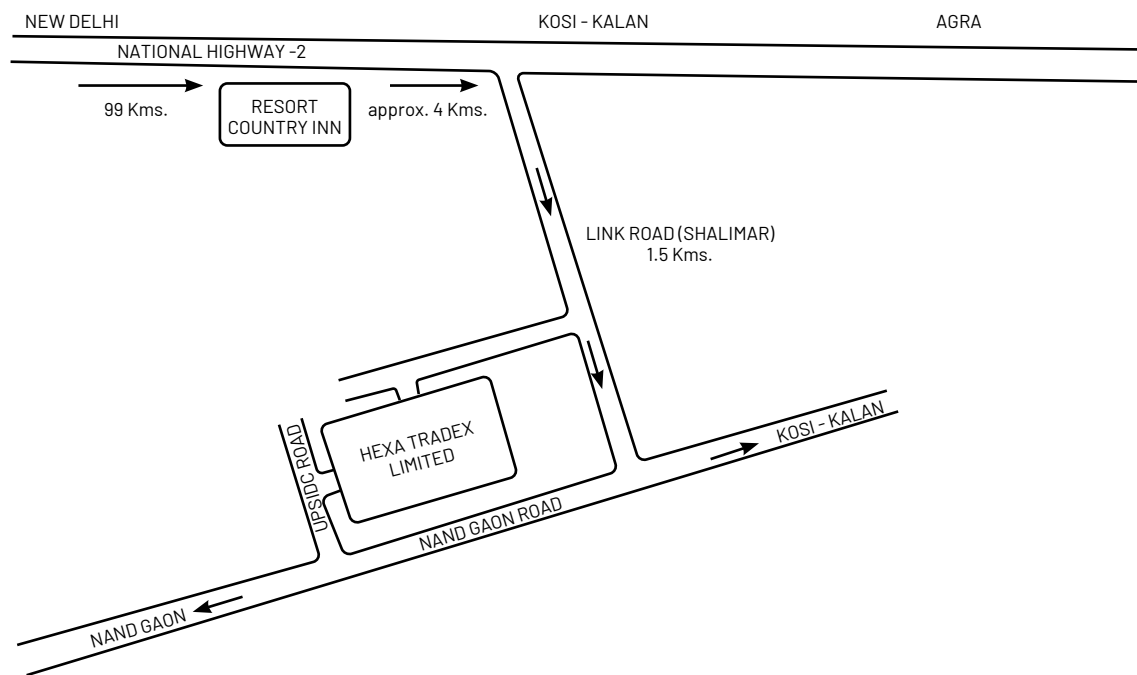 NEW DELHI
KOSI - KALAN
AGRA
NATIONAL HIGHWAY -2
99 Kms.
RESORT
COUNTRY INN
approx. 4 Kms.
LINK ROAD (SHALIMAR)
1.5 Kms.
HEXA TRADEX
LIMITED
KOSI - KALAN
UPSIDC ROAD
NAND GAON ROAD
NAND GAON